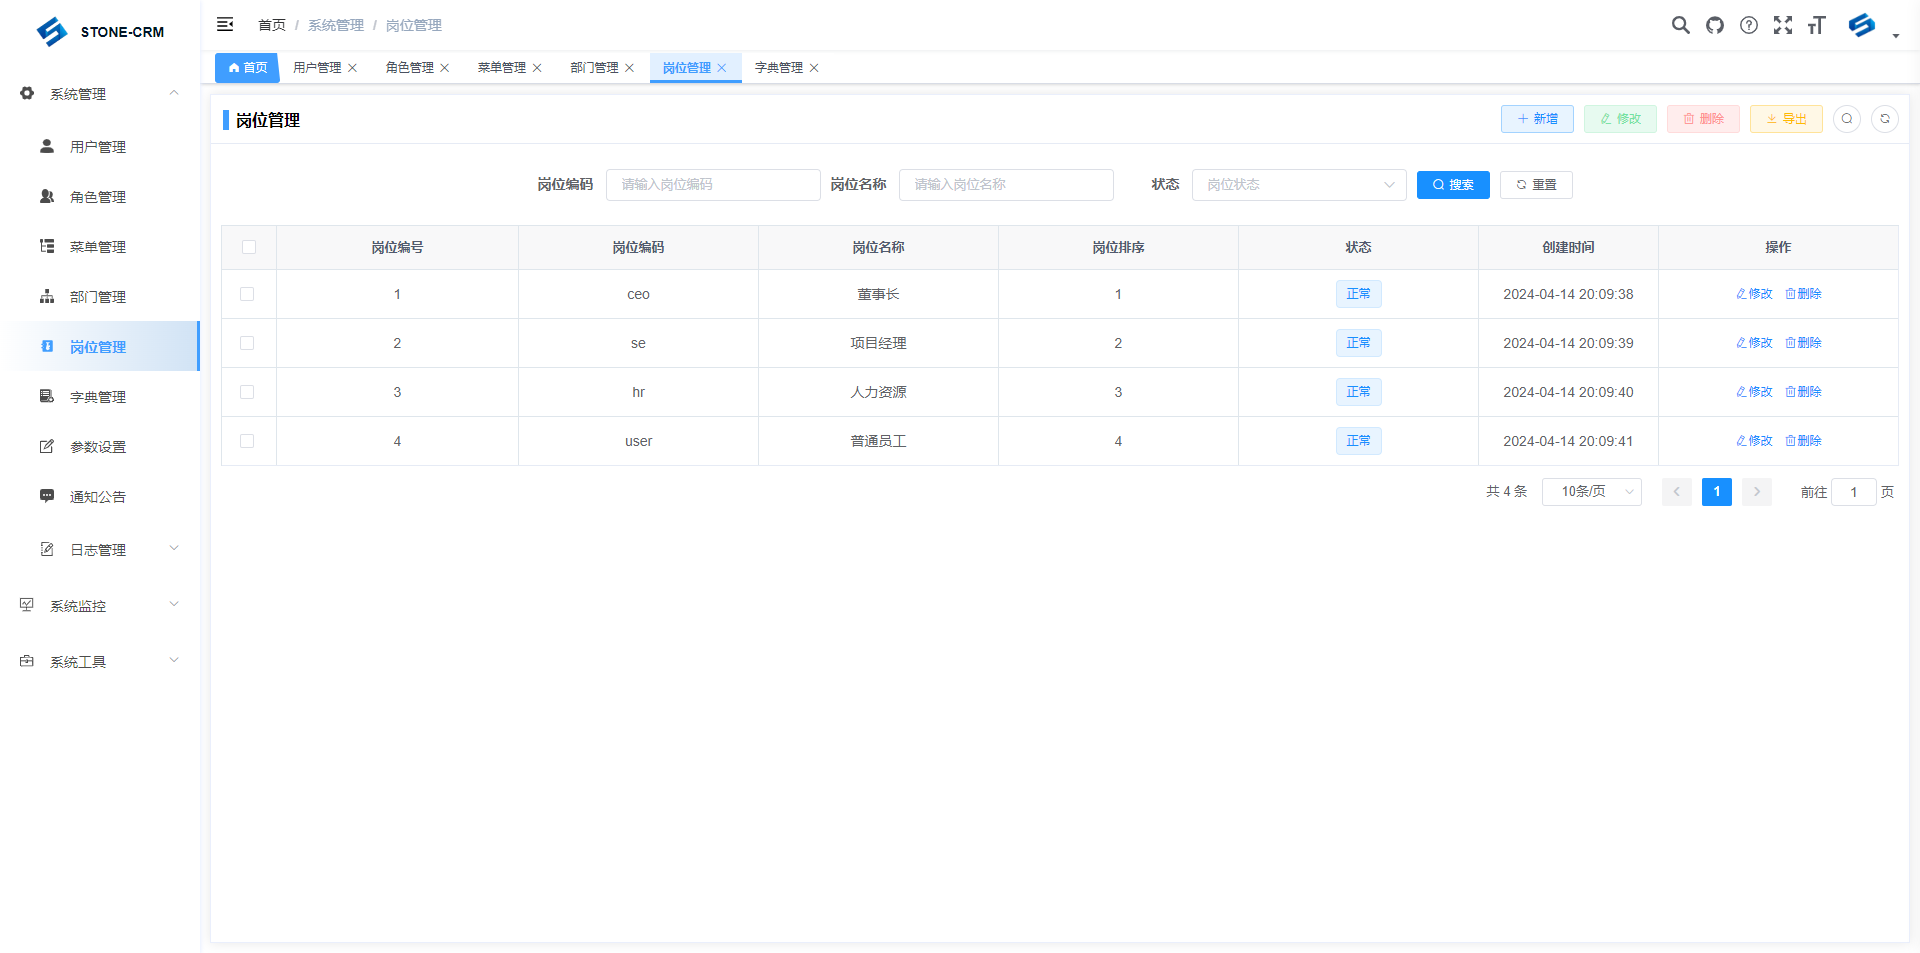 STONE-CRM
首页 / 系统管理 / 岗位管理
首页 用户管理 角色管理 菜单管理 部门管理 岗位管理 字典管理
系统管理
用户管理
角色管理
菜单管理
部门管理
岗位管理
字典管理
参数设置
通知公告
日志管理
系统监控
系统工具
岗位管理
新增 修改 删除 导出
岗位编码 请输入岗位编码 岗位名称 请输入岗位名称 状态 岗位状态 搜索 重置
岗位编号 岗位编码 岗位名称 岗位排序 状态 创建时间 操作
1 ceo 董事长 1 正常 2024-04-14 20:09:38 修改 删除
2 se 项目经理 2 正常 2024-04-14 20:09:39 修改 删除
3 hr 人力资源 3 正常 2024-04-14 20:09:40 修改 删除
4 user 普通员工 4 正常 2024-04-14 20:09:41 修改 删除
共 4 条 10条/页 1 前往 1 页